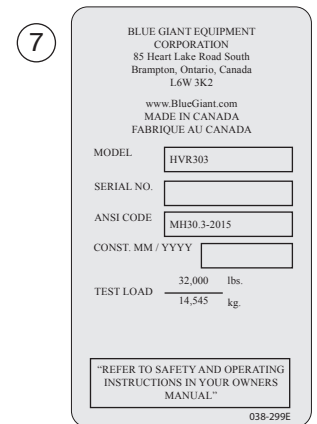 7
BLUE GIANT EQUIPMENT
CORPORATION
85 Heart Lake Road South
Brampton, Ontario, Canada
L6W 3K2
www.BlueGiant.com
MADE IN CANADA
FABRIQUE AU CANADA
MODEL HVR303
SERIAL NO.
ANSI CODE MH30.3-2015
CONST. MM / YYYY
TEST LOAD 32,000 lbs.
14,545 kg.
“REFER TO SAFETY AND OPERATING
INSTRUCTIONS IN YOUR OWNERS
MANUAL”
038-299E